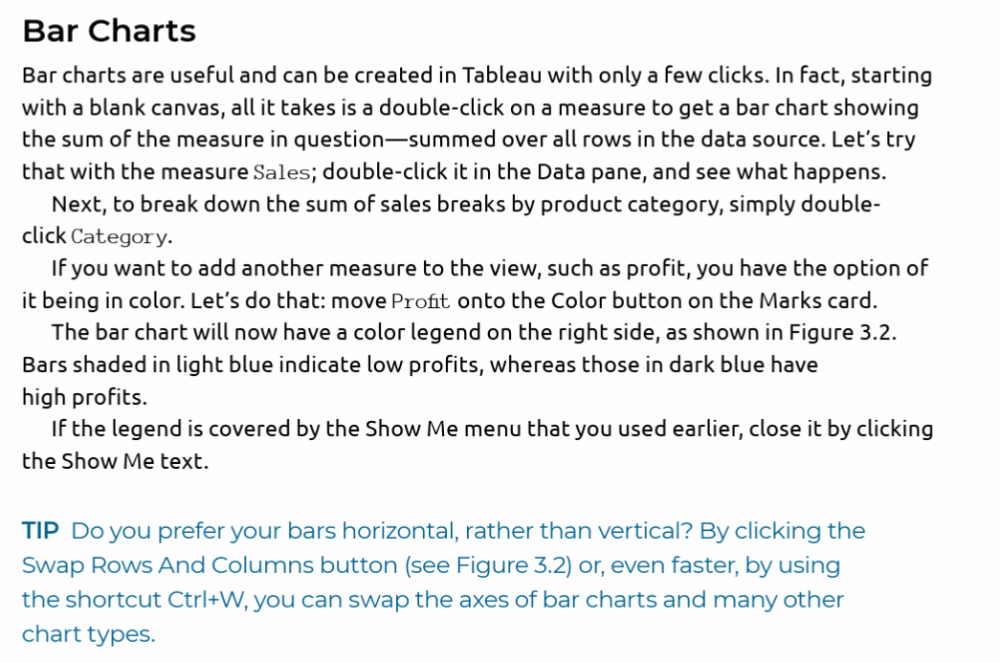 Bar Charts
Bar charts are useful and can be created in Tableau with only a few clicks. In fact, starting
with a blank canvas, all it takes is a double-click on a measure to get a bar chart showing
the sum of the measure in question—summed over all rows in the data source. Let's try
that with the measure Sales; double-click it in the Data pane, and see what happens.
Next, to break down the sum of sales breaks by product category, simply double-
click Category.
If you want to add another measure to the view, such as profit, you have the option of
it being in color. Let's do that: move Profit onto the Color button on the Marks card.
The bar chart will now have a color legend on the right side, as shown in Figure 3.2.
Bars shaded in light blue indicate low profits, whereas those in dark blue have
high profits.
If the legend is covered by the Show Me menu that you used earlier, close it by clicking
the Show Me text.
TIP Do you prefer your bars horizontal, rather than vertical? By clicking the
Swap Rows And Columns button (see Figure 3.2) or, even faster, by using
the shortcut Ctrl+W, you can swap the axes of bar charts and many other
chart types.